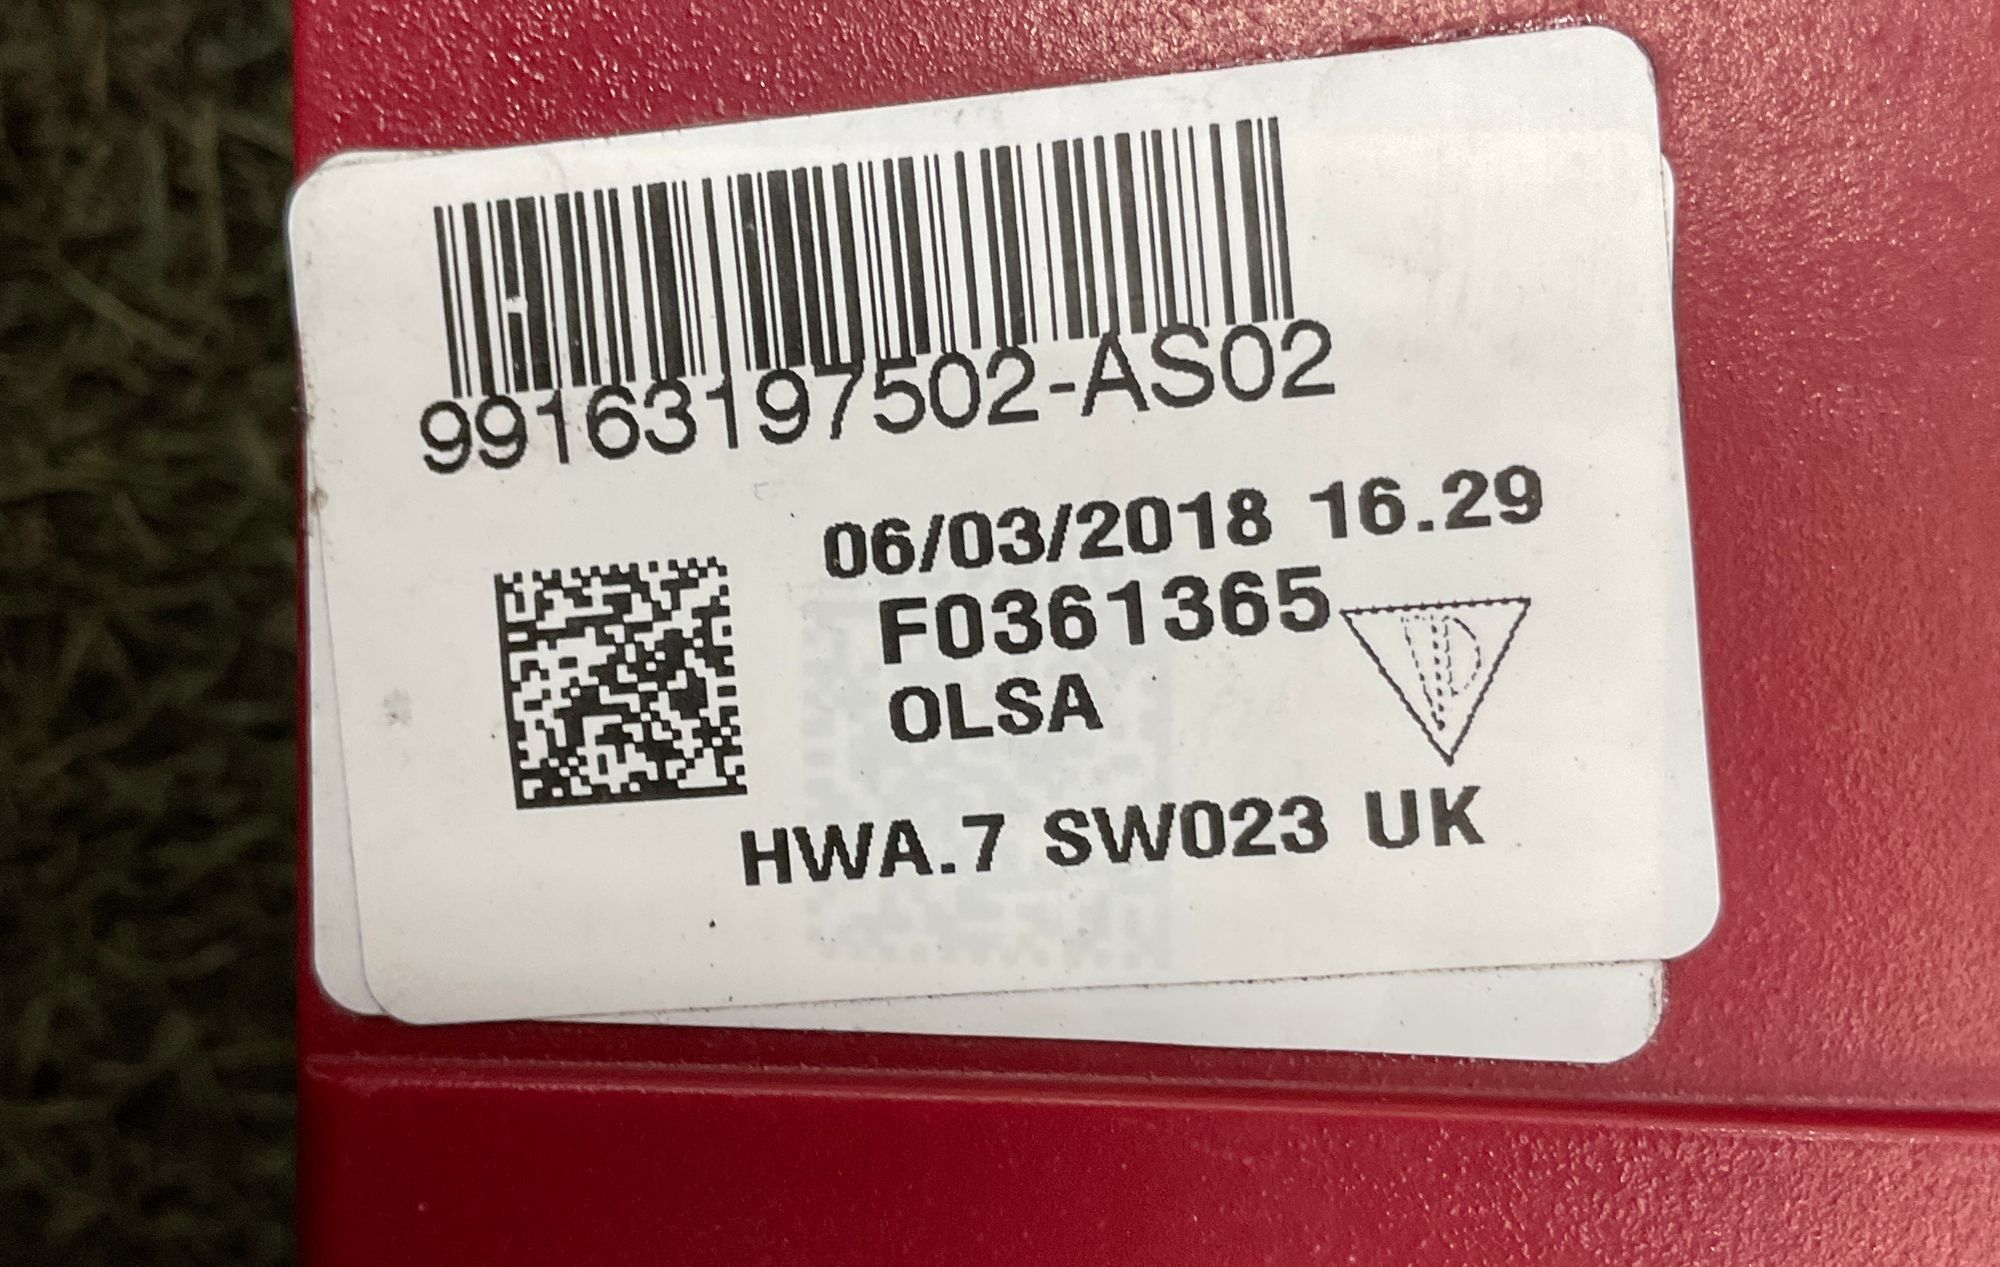 99163197502-AS02
06/03/2018 16.29
F0361365
OLSA
HWA.7 SW023 UK